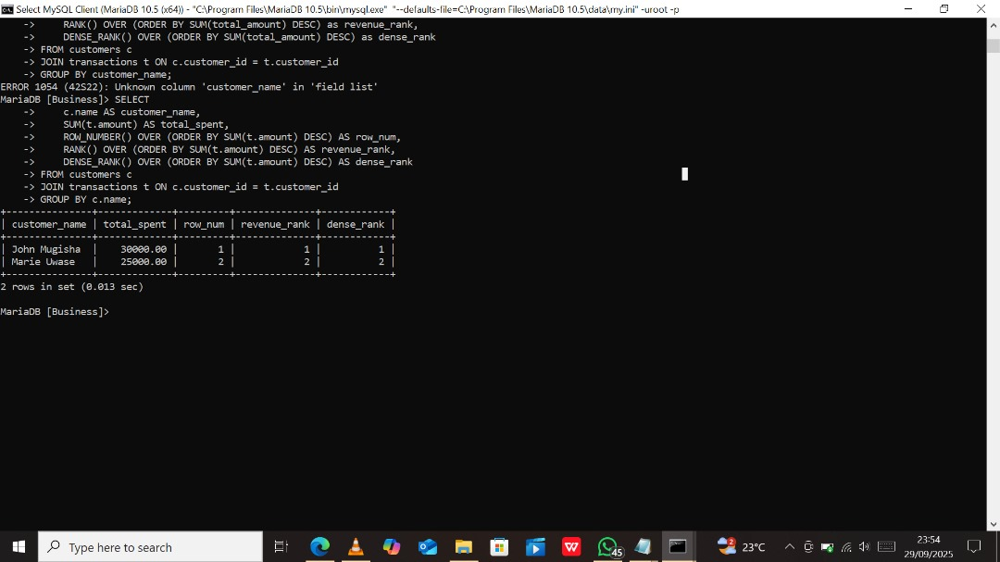 Select MySQL Client (MariaDB 10.5 (x64)) - "C:\Program Files\MariaDB 10.5\bin\mysql.exe" "--defaults-file=C:\Program Files\MariaDB 10.5\data\my.ini" -uroot -p
    ->     RANK() OVER (ORDER BY SUM(total_amount) DESC) as revenue_rank,
    ->     DENSE_RANK() OVER (ORDER BY SUM(total_amount) DESC) as dense_rank
    -> FROM customers c
    -> JOIN transactions t ON c.customer_id = t.customer_id
    -> GROUP BY customer_name;
ERROR 1054 (42S22): Unknown column 'customer_name' in 'field list'
MariaDB [Business]> SELECT
    ->     c.name AS customer_name,
    ->     SUM(t.amount) AS total_spent,
    ->     ROW_NUMBER() OVER (ORDER BY SUM(t.amount) DESC) AS row_num,
    ->     RANK() OVER (ORDER BY SUM(t.amount) DESC) AS revenue_rank,
    ->     DENSE_RANK() OVER (ORDER BY SUM(t.amount) DESC) AS dense_rank
    -> FROM customers c
    -> JOIN transactions t ON c.customer_id = t.customer_id
    -> GROUP BY c.name;
+---------------+-------------+---------+--------------+------------+
| customer_name | total_spent | row_num | revenue_rank | dense_rank |
+---------------+-------------+---------+--------------+------------+
| John Mugisha  |    30000.00 |       1 |            1 |          1 |
| Marie Uwase   |    25000.00 |       2 |            2 |          2 |
+---------------+-------------+---------+--------------+------------+
2 rows in set (0.013 sec)
MariaDB [Business]>
Type here to search
45
2
23°C
23:54
29/09/2025